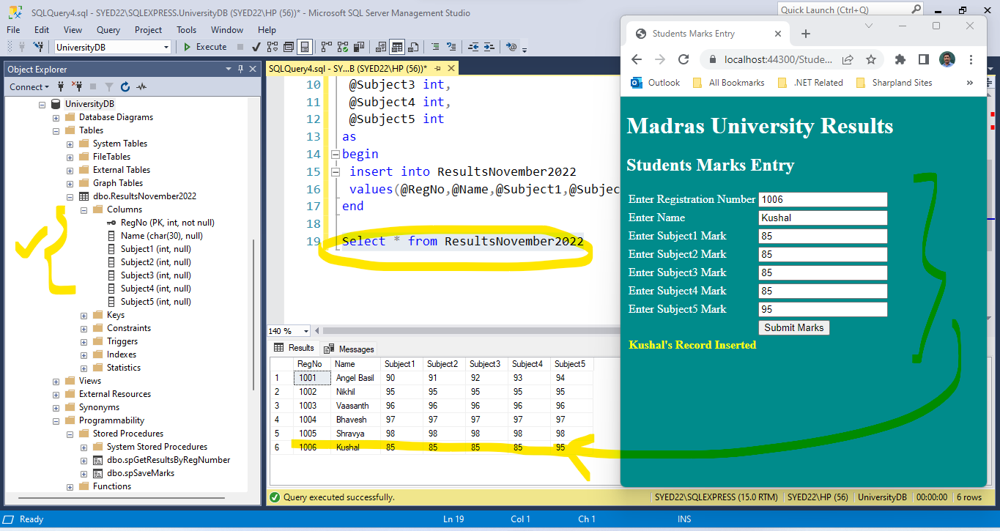 SQLQuery4.sql - SYED22\SQLEXPRESS.UniversityDB (SYED22\HP (56))* - Microsoft SQL Server Management Studio
Quick Launch (Ctrl+Q)
File Edit View Query Project Tools Window Help
UniversityDB Execute
Object Explorer
Connect
UniversityDB
Database Diagrams
Tables
System Tables
FileTables
External Tables
Graph Tables
dbo.ResultsNovember2022
Columns
RegNo (PK, int, not null)
Name (char(30), null)
Subject1 (int, null)
Subject2 (int, null)
Subject3 (int, null)
Subject4 (int, null)
Subject5 (int, null)
Keys
Constraints
Triggers
Indexes
Statistics
Views
External Resources
Synonyms
Programmability
Stored Procedures
System Stored Procedures
dbo.spGetResultsByRegNumber
dbo.spSaveMarks
Functions
SQLQuery4.sql - SY...B (SYED22\HP (56))*
10 @Subject3 int,
11 @Subject4 int,
12 @Subject5 int
13 as
14 begin
15 insert into ResultsNovember2022
16 values(@RegNo,@Name,@Subject1,@Subjec
17 end
18
19 Select * from ResultsNovember2022
140 %
Results Messages
RegNo Name Subject1 Subject2 Subject3 Subject4 Subject5
1 1001 Angel Basil 90 91 92 93 94
2 1002 Nikhil 95 95 95 95 95
3 1003 Vaasanth 96 96 96 96 96
4 1004 Bhavesh 97 97 97 97 97
5 1005 Shravya 98 98 98 98 98
6 1006 Kushal 85 85 85 85 95
Query executed successfully. SYED22\SQLEXPRESS (15.0 RTM) SYED22\HP (56) UniversityDB 00:00:00 6 rows
Ready Ln 19 Col 1 Ch 1 INS
Students Marks Entry
localhost:44300/Stude...
Outlook All Bookmarks .NET Related Sharpland Sites »
Madras University Results
Students Marks Entry
Enter Registration Number 1006
Enter Name Kushal
Enter Subject1 Mark 85
Enter Subject2 Mark 85
Enter Subject3 Mark 85
Enter Subject4 Mark 85
Enter Subject5 Mark 95
Submit Marks
Kushal's Record Inserted